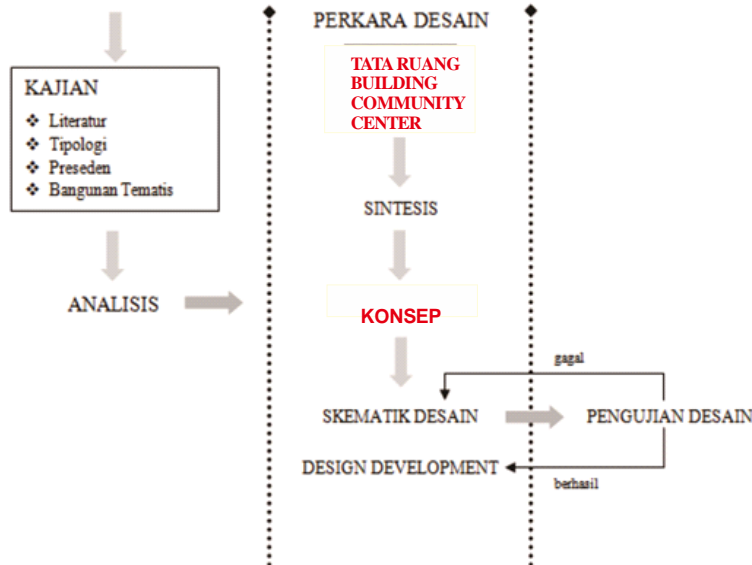 KAJIAN
❖ Literatur
❖ Tipologi
❖ Preseden
❖ Bangunan Tematis
ANALISIS
PERKARA DESAIN
TATA RUANG
BUILDING
COMMUNITY
CENTER
SINTESIS
KONSEP
gagal
SKEMATIK DESAIN
PENGUJIAN DESAIN
DESIGN DEVELOPMENT
berhasil